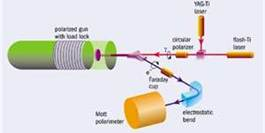 YAG-Ti
laser
polarized gun
with load lock
circular
polarizer
flash-Ti
laser
γ
e⁻
Faraday
cup
Mott
polarimeter
electrostatic
bend